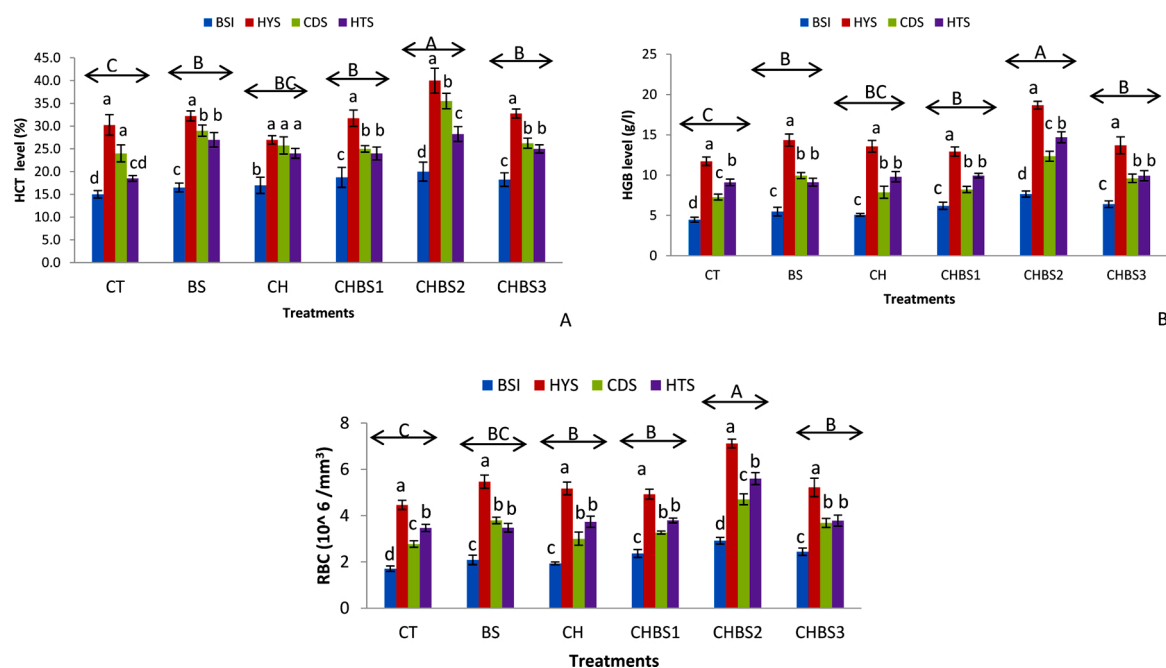 BSI HYS CDS HTS
A
C B B B
BC
45.0
40.0
35.0
30.0
25.0
20.0
15.0
10.0
5.0
0.0
HCT level (%)
d a a cd
c a b b
b a a a
c a b b
c a b c
c a b b
CT BS CH CHBS1 CHBS2 CHBS3
Treatments
A
BSI HYS CDS HTS
A
B
BC B B
C
25
20
15
10
5
0
HGB level (g/l)
d a c b
c a b b
c a b b
c a b b
d a c b
c a b b
CT BS CH CHBS1 CHBS2 CHBS3
Treatments
B
BSI HYS CDS HTS
A
C BC B B B
8
6
4
2
0
RBC (10^ 6 /mm³)
d a c b
c a b b
c a b b
c a b b
d a c b
c a b b
CT BS CH CHBS1 CHBS2 CHBS3
Treatments